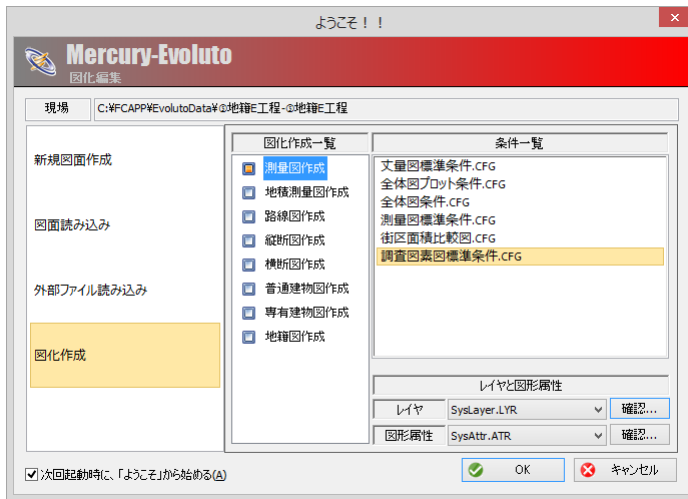 ようこそ！！
Mercury-Evoluto
図化編集
現場 C:¥FCAPP¥EvolutoData¥①地籍E工程-①地籍E工程
新規図面作成
図面読み込み
外部ファイル読み込み
図化作成
図化作成一覧
測量図作成
地積測量図作成
路線図作成
縦断図作成
横断図作成
普通建物図作成
専有建物図作成
地籍図作成
条件一覧
丈量図標準条件.CFG
全体図プロット条件.CFG
全体図条件.CFG
測量図標準条件.CFG
街区面積比較図.CFG
調査図素図標準条件.CFG
レイヤと図形属性
レイヤ SysLayer.LYR 確認...
図形属性 SysAttr.ATR 確認...
次回起動時に、「ようこそ」から始める(A)
OK キャンセル